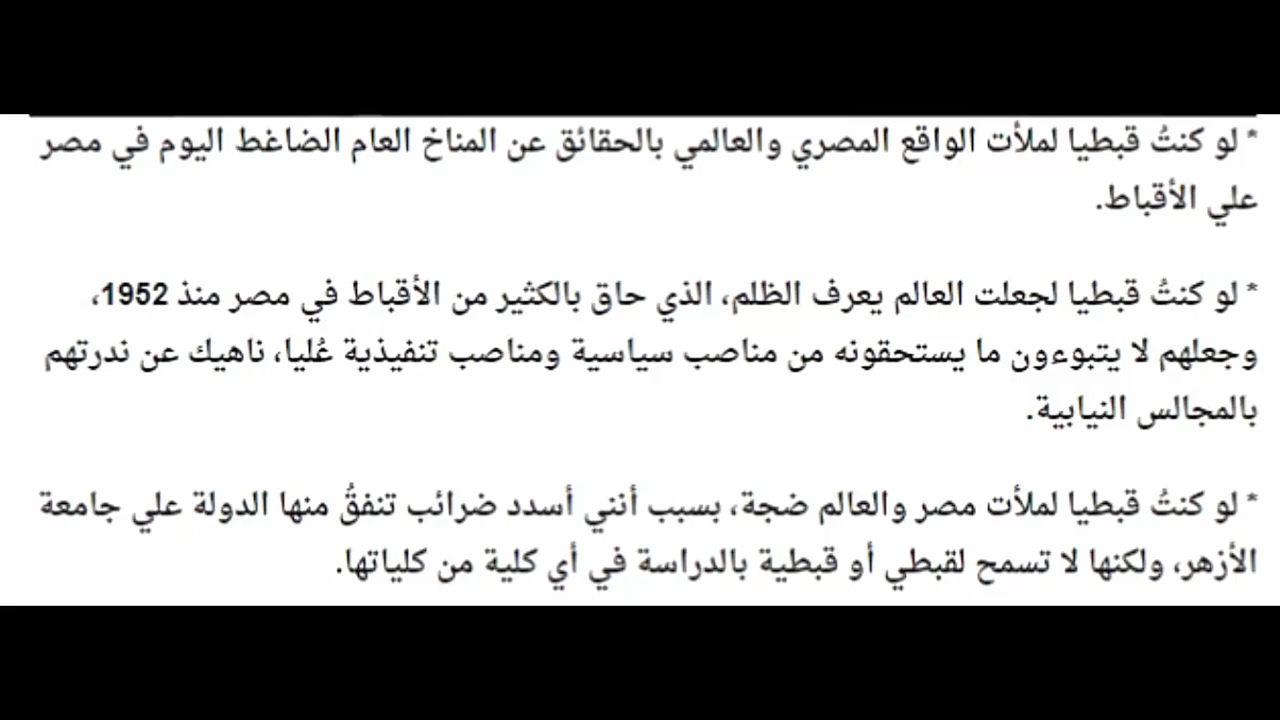 * لو كنتُ قبطيا لملأت الواقع المصري والعالمي بالحقائق عن المناخ العام الضاغط اليوم في مصر
علي الأقباط.
* لو كنتُ قبطيا لجعلت العالم يعرف الظلم، الذي حاق بالكثير من الأقباط في مصر منذ 1952،
وجعلهم لا يتبوءون ما يستحقونه من مناصب سياسية ومناصب تنفيذية عُليا، ناهيك عن ندرتهم
بالمجالس النيابية.
* لو كنتُ قبطيا لملأت مصر والعالم ضجة، بسبب أنني أسدد ضرائب تنفقُ منها الدولة علي جامعة
الأزهر، ولكنها لا تسمح لقبطي أو قبطية بالدراسة في أي كلية من كلياتها.